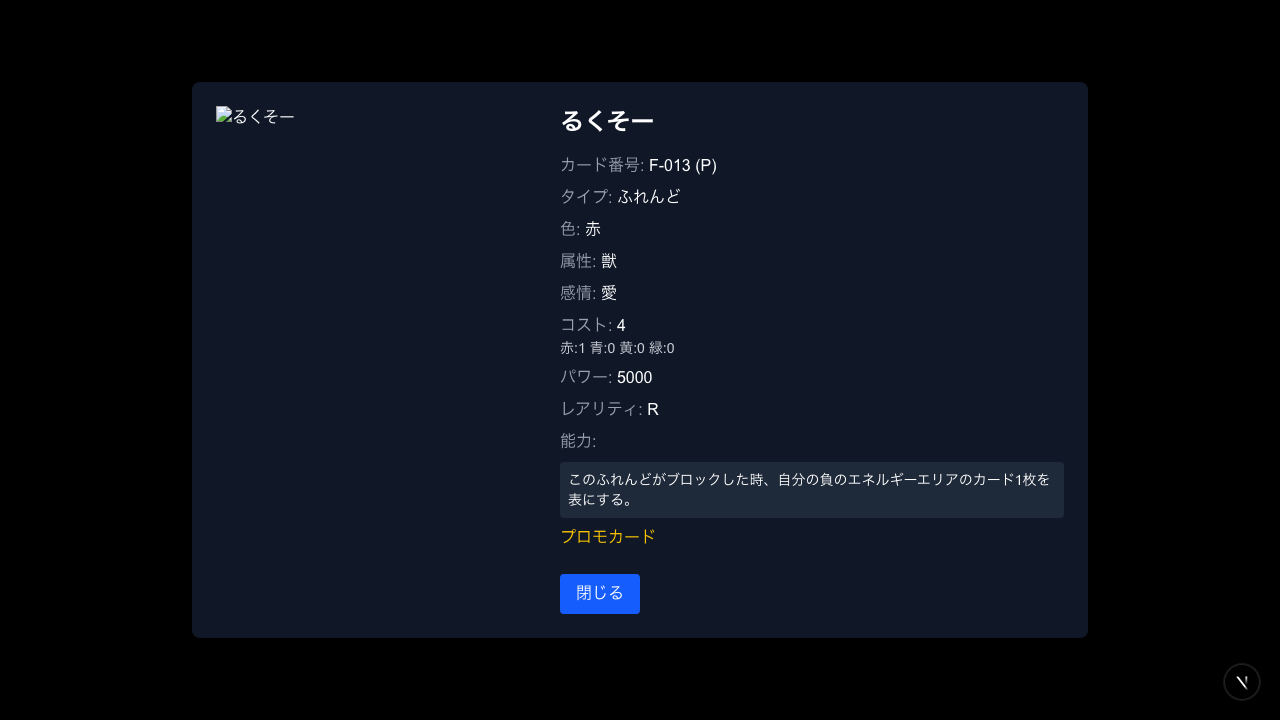 るくそー
るくそー
カード番号: F-013 (P)
タイプ: ふれんど
色: 赤
属性: 獣
感情: 愛
コスト: 4
赤:1 青:0 黄:0 緑:0
パワー: 5000
レアリティ: R
能力:
このふれんどがブロックした時、自分の負のエネルギーエリアのカード1枚を
表にする。
プロモカード
閉じる